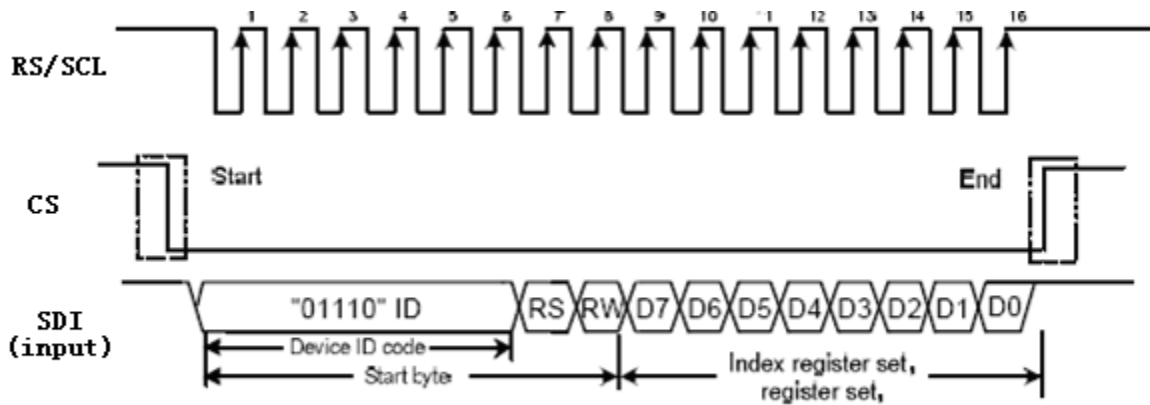 1 2 3 4 5 6 7 8 9 10 11 12 13 14 15 16
RS/SCL
Start
End
CS
"01110" ID
RS
RW
D7
D6
D5
D4
D3
D2
D1
D0
SDI
(input)
Device ID code
Start byte
Index register set,
register set,